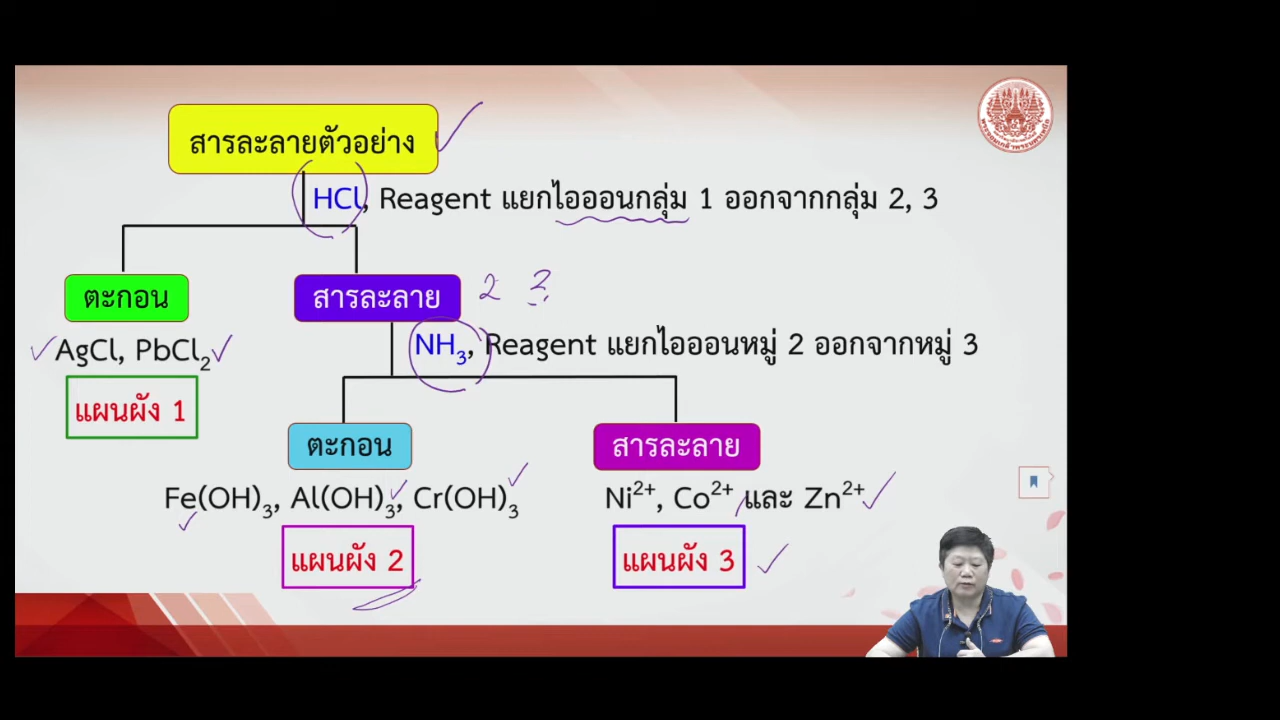 สารละลายตัวอย่าง
HCl, Reagent แยกไอออนกลุ่ม 1 ออกจากกลุ่ม 2, 3
ตะกอน
สารละลาย
2 3
AgCl, PbCl₂
NH₃, Reagent แยกไอออนหมู่ 2 ออกจากหมู่ 3
แผนผัง 1
ตะกอน
สารละลาย
Fe(OH)₃, Al(OH)₃, Cr(OH)₃
Ni²⁺, Co²⁺ และ Zn²⁺
แผนผัง 2
แผนผัง 3